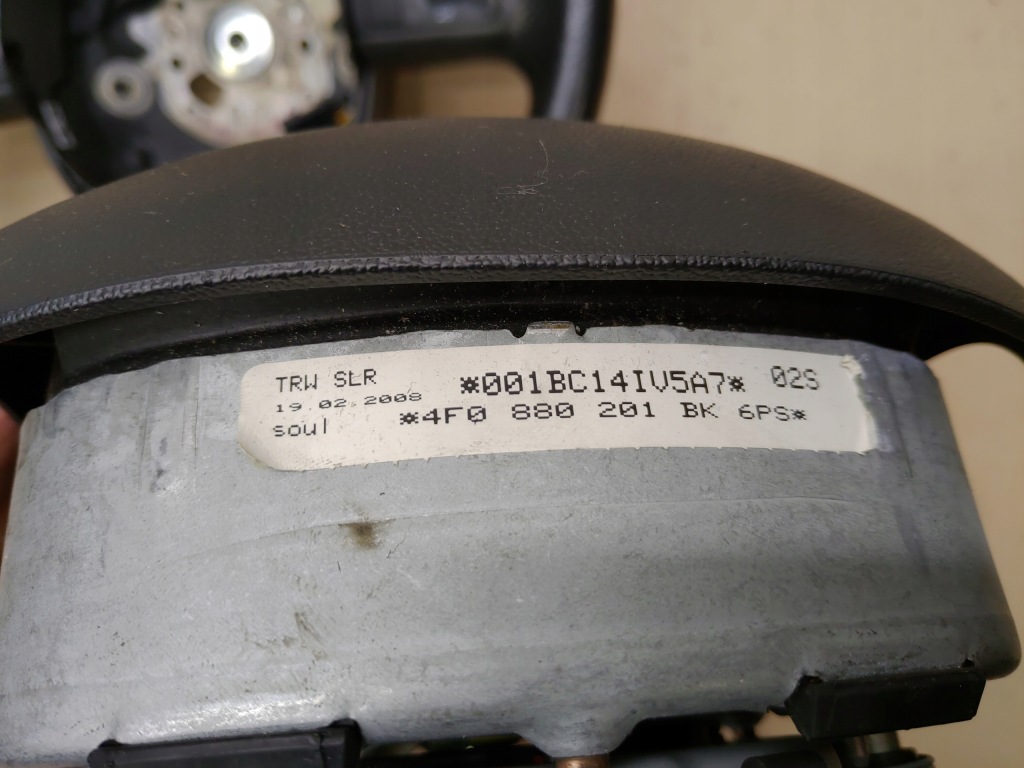 TRW SLR *001BC14IV5A7* 02S
19.02.2008 *4F0 880 201 BK 6PS*
soul